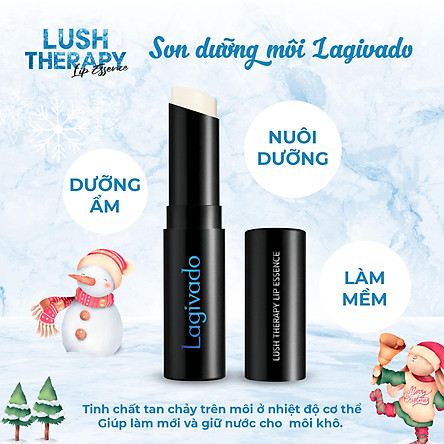 LUSH
THERAPY
Lip Essence
Son dưỡng môi Lagivado
NUÔI
DƯỠNG
DƯỠNG
ẨM
LÀM
MỀM
Lagivado
LUSH THERAPY LIP ESSENCE
Merry
Christmas
Tinh chất tan chảy trên môi ở nhiệt độ cơ thể
Giúp làm mới và giữ nước cho môi khô.